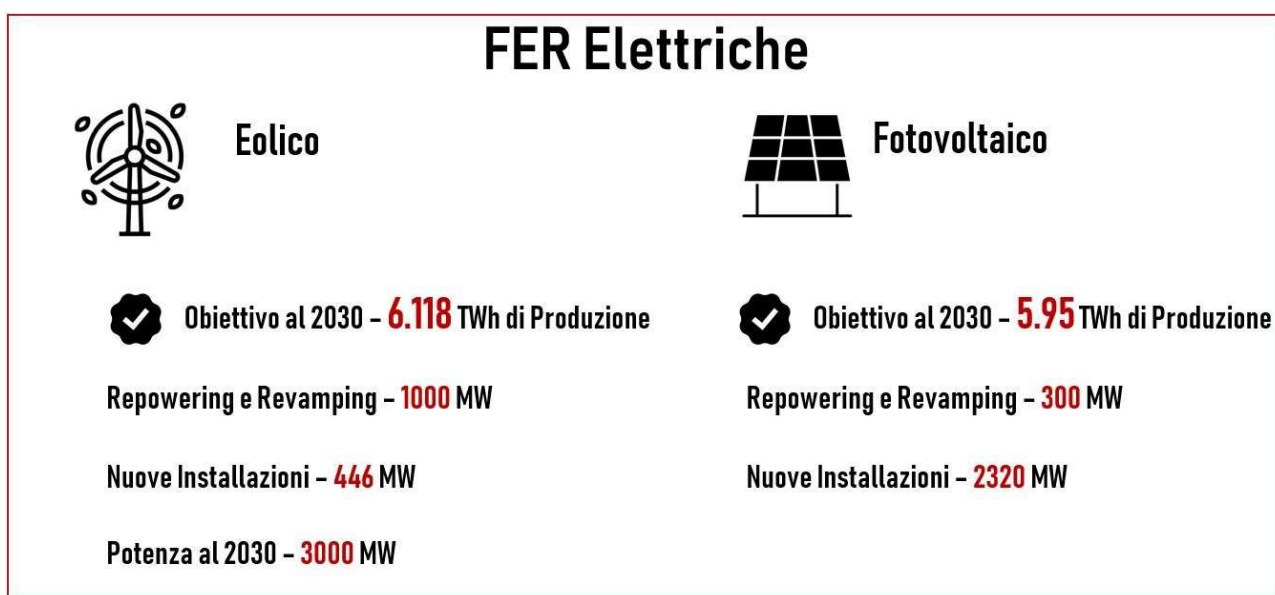 FER Elettriche
Eolico
Obiettivo al 2030 – 6.118 TWh di Produzione
Repowering e Revamping – 1000 MW
Nuove Installazioni – 446 MW
Potenza al 2030 – 3000 MW
Fotovoltaico
Obiettivo al 2030 – 5.95 TWh di Produzione
Repowering e Revamping – 300 MW
Nuove Installazioni – 2320 MW